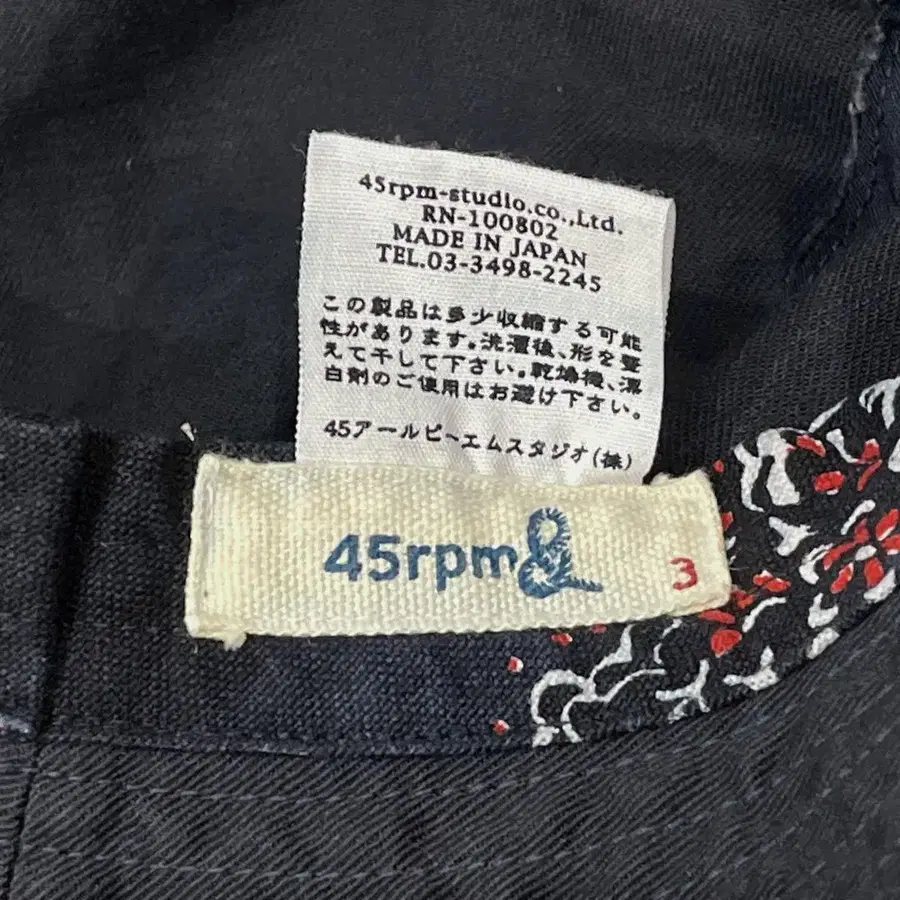 45rpm-studio.co.,Ltd.
RN-100802
MADE IN JAPAN
TEL.03-3498-2245
この製品は多少収縮する可能
性があります。洗濯後、形を整
えて干して下さい。乾燥機、漂
白剤のご使用はお避け下さい。
45アールピーエムスタジオ(株)
45rpm&
3